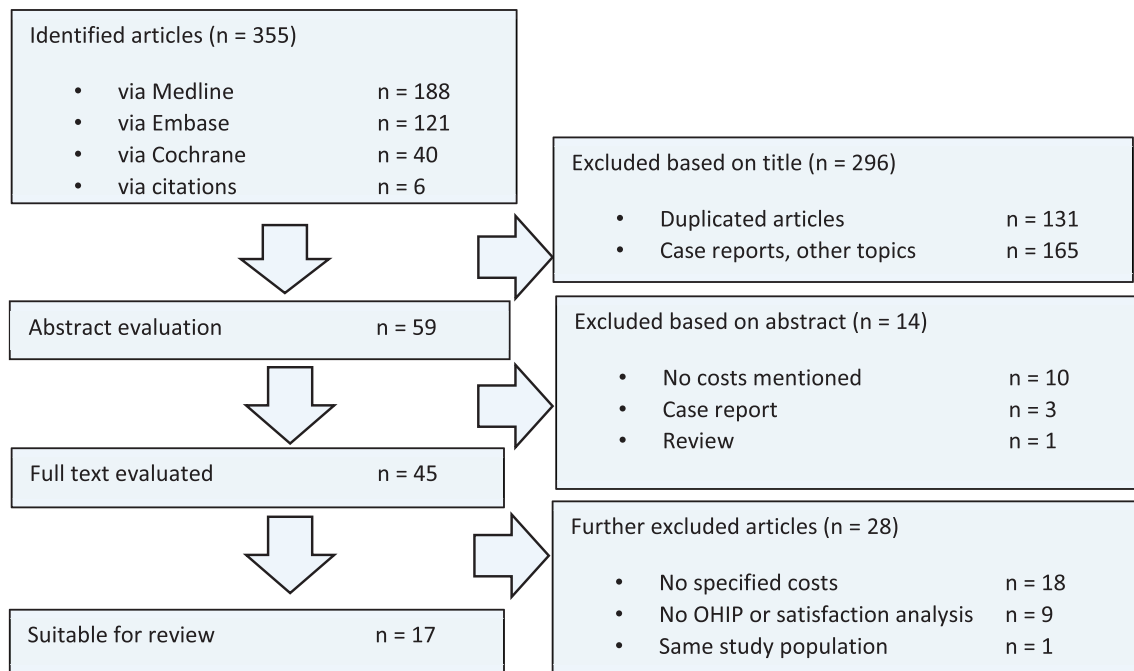 Identified articles (n = 355)
• via Medline n = 188
• via Embase n = 121
• via Cochrane n = 40
• via citations n = 6
Excluded based on title (n = 296)
• Duplicated articles n = 131
• Case reports, other topics n = 165
Abstract evaluation n = 59
Excluded based on abstract (n = 14)
• No costs mentioned n = 10
• Case report n = 3
• Review n = 1
Full text evaluated n = 45
Further excluded articles (n = 28)
• No specified costs n = 18
• No OHIP or satisfaction analysis n = 9
• Same study population n = 1
Suitable for review n = 17